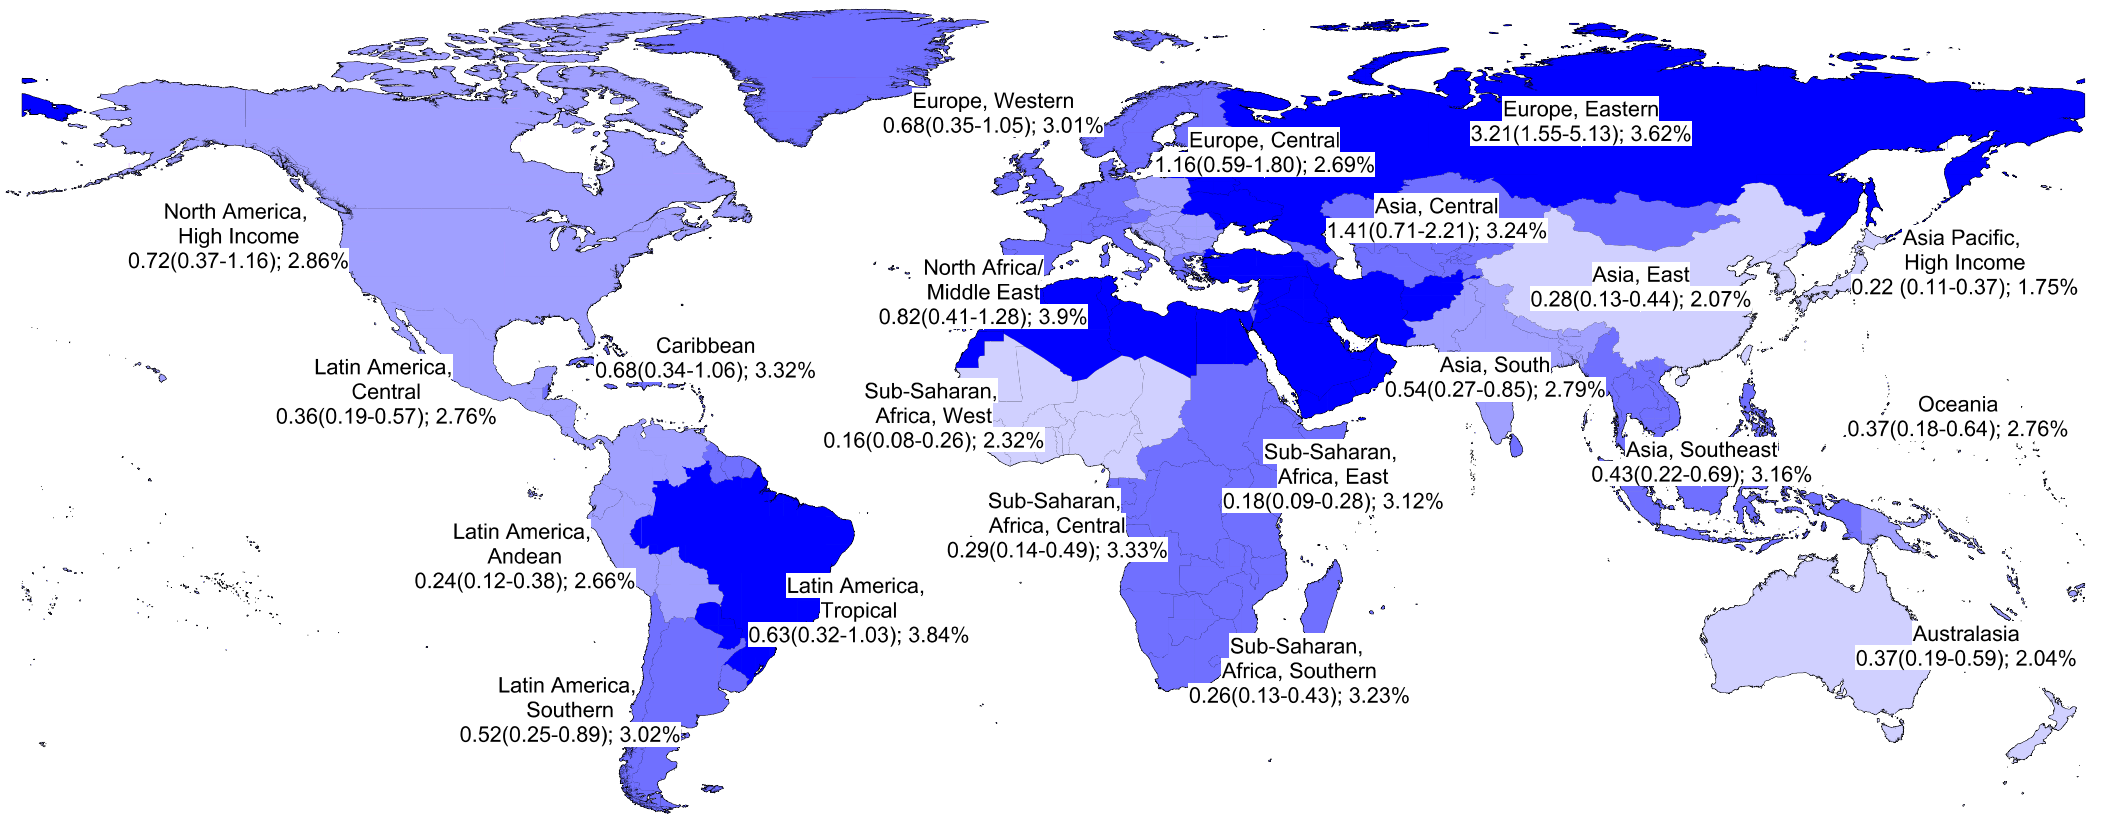 Europe, Western
0.68(0.35-1.05); 3.01%
Europe, Eastern
3.21(1.55-5.13); 3.62%
Europe, Central
1.16(0.59-1.80); 2.69%
North America,
High Income
0.72(0.37-1.16); 2.86%
Asia, Central
1.41(0.71-2.21); 3.24%
Asia Pacific,
High Income
0.22 (0.11-0.37); 1.75%
North Africa/
Middle East
0.82(0.41-1.28); 3.9%
Asia, East
0.28(0.13-0.44); 2.07%
Caribbean
0.68(0.34-1.06); 3.32%
Latin America,
Central
0.36(0.19-0.57); 2.76%
Sub-Saharan,
Africa, West
0.16(0.08-0.26); 2.32%
Asia, South
0.54(0.27-0.85); 2.79%
Oceania
0.37(0.18-0.64); 2.76%
Sub-Saharan,
Africa, East
0.18(0.09-0.28); 3.12%
Asia, Southeast
0.43(0.22-0.69); 3.16%
Sub-Saharan,
Africa, Central
0.29(0.14-0.49); 3.33%
Latin America,
Andean
0.24(0.12-0.38); 2.66%
Latin America,
Tropical
0.63(0.32-1.03); 3.84%
Sub-Saharan,
Africa, Southern
0.26(0.13-0.43); 3.23%
Australasia
0.37(0.19-0.59); 2.04%
Latin America,
Southern
0.52(0.25-0.89); 3.02%